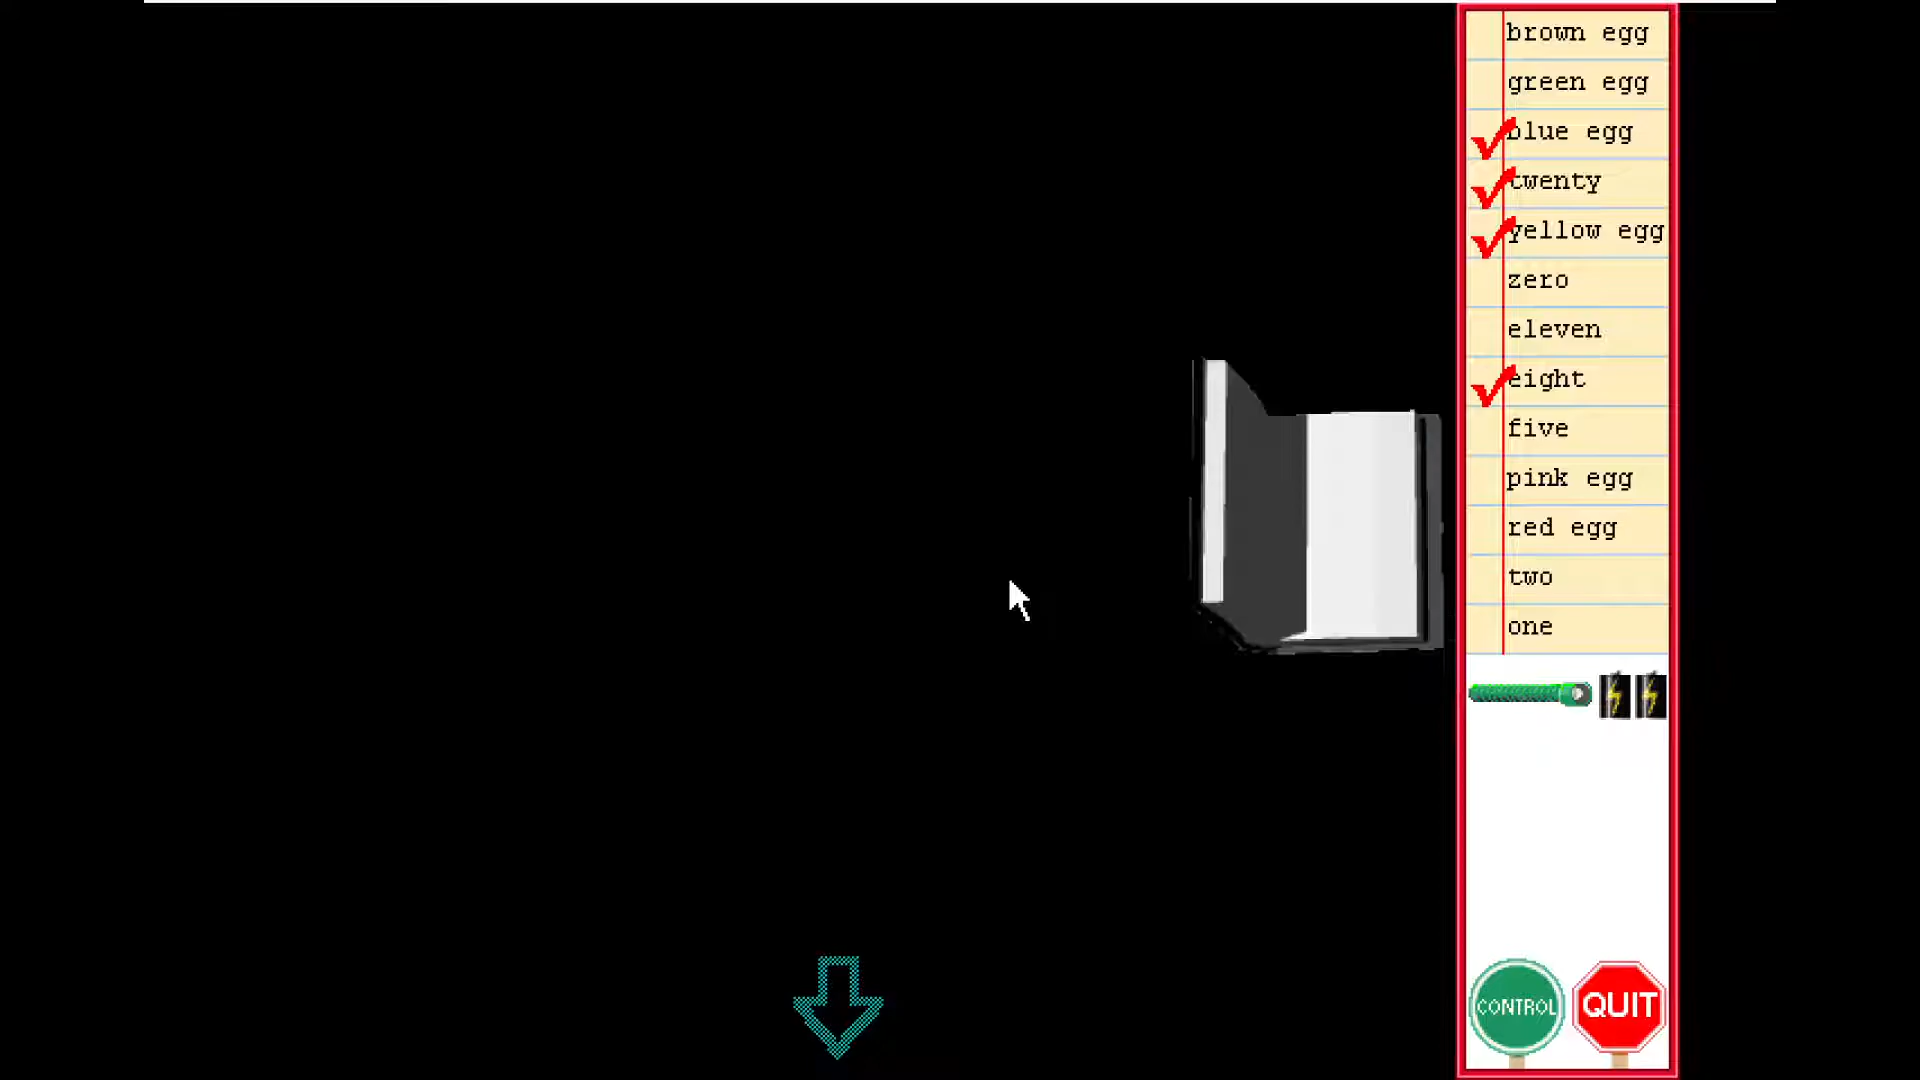 brown egg
green egg
blue egg
twenty
yellow egg
zero
eleven
eight
five
pink egg
red egg
two
one
CONTROL
QUIT